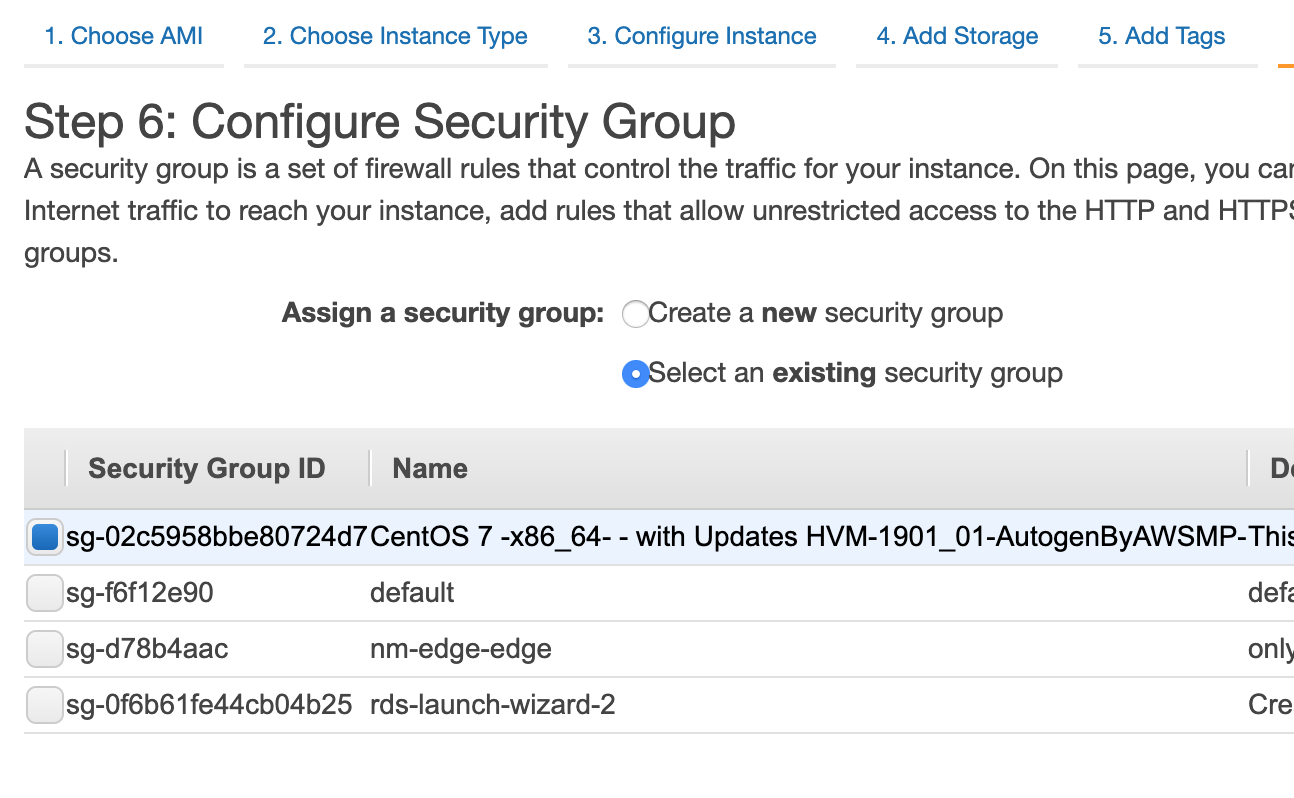 1. Choose AMI 2. Choose Instance Type 3. Configure Instance 4. Add Storage 5. Add Tags
Step 6: Configure Security Group
A security group is a set of firewall rules that control the traffic for your instance. On this page, you
Internet traffic to reach your instance, add rules that allow unrestricted access to the HTTP and
groups.
Assign a security group: Create a new security group
Select an existing security group
Security Group ID Name
sg-02c5958bbe80724d7 CentOS 7 -x86_64- - with Updates HVM-1901_01-AutogenByAWSMP- This
sg-f6f12e90 default
sg-d78b4aac nm-edge-edge only
sg-0f6b61fe44cb04b25 rds-launch-wizard-2